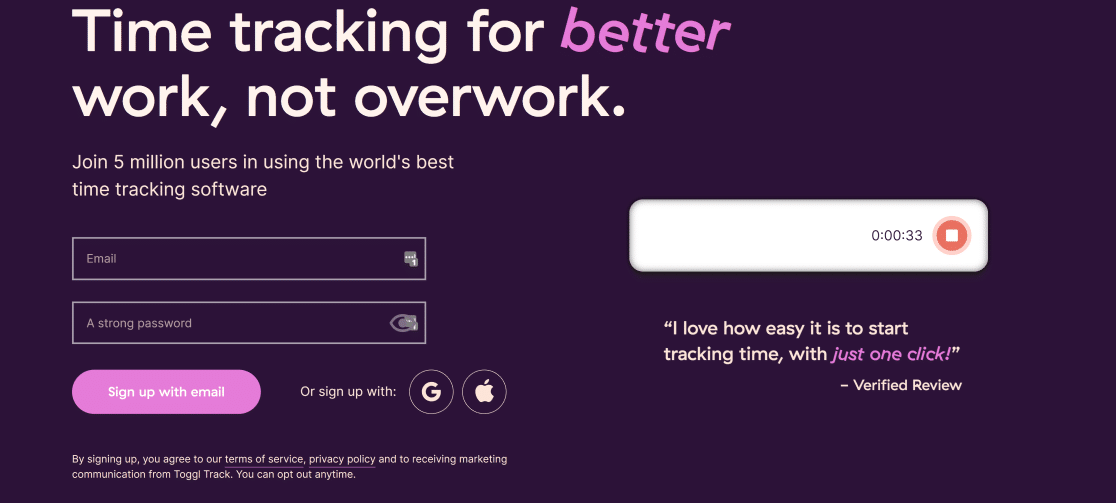 Time tracking for better
work, not overwork.
Join 5 million users in using the world's best
time tracking software
Email
A strong password
Sign up with email
Or sign up with:
G
By signing up, you agree to our terms of service, privacy policy and to receiving marketing
communication from Toggl Track. You can opt out anytime.
0:00:33
“I love how easy it is to start
tracking time, with just one click!”
– Verified Review